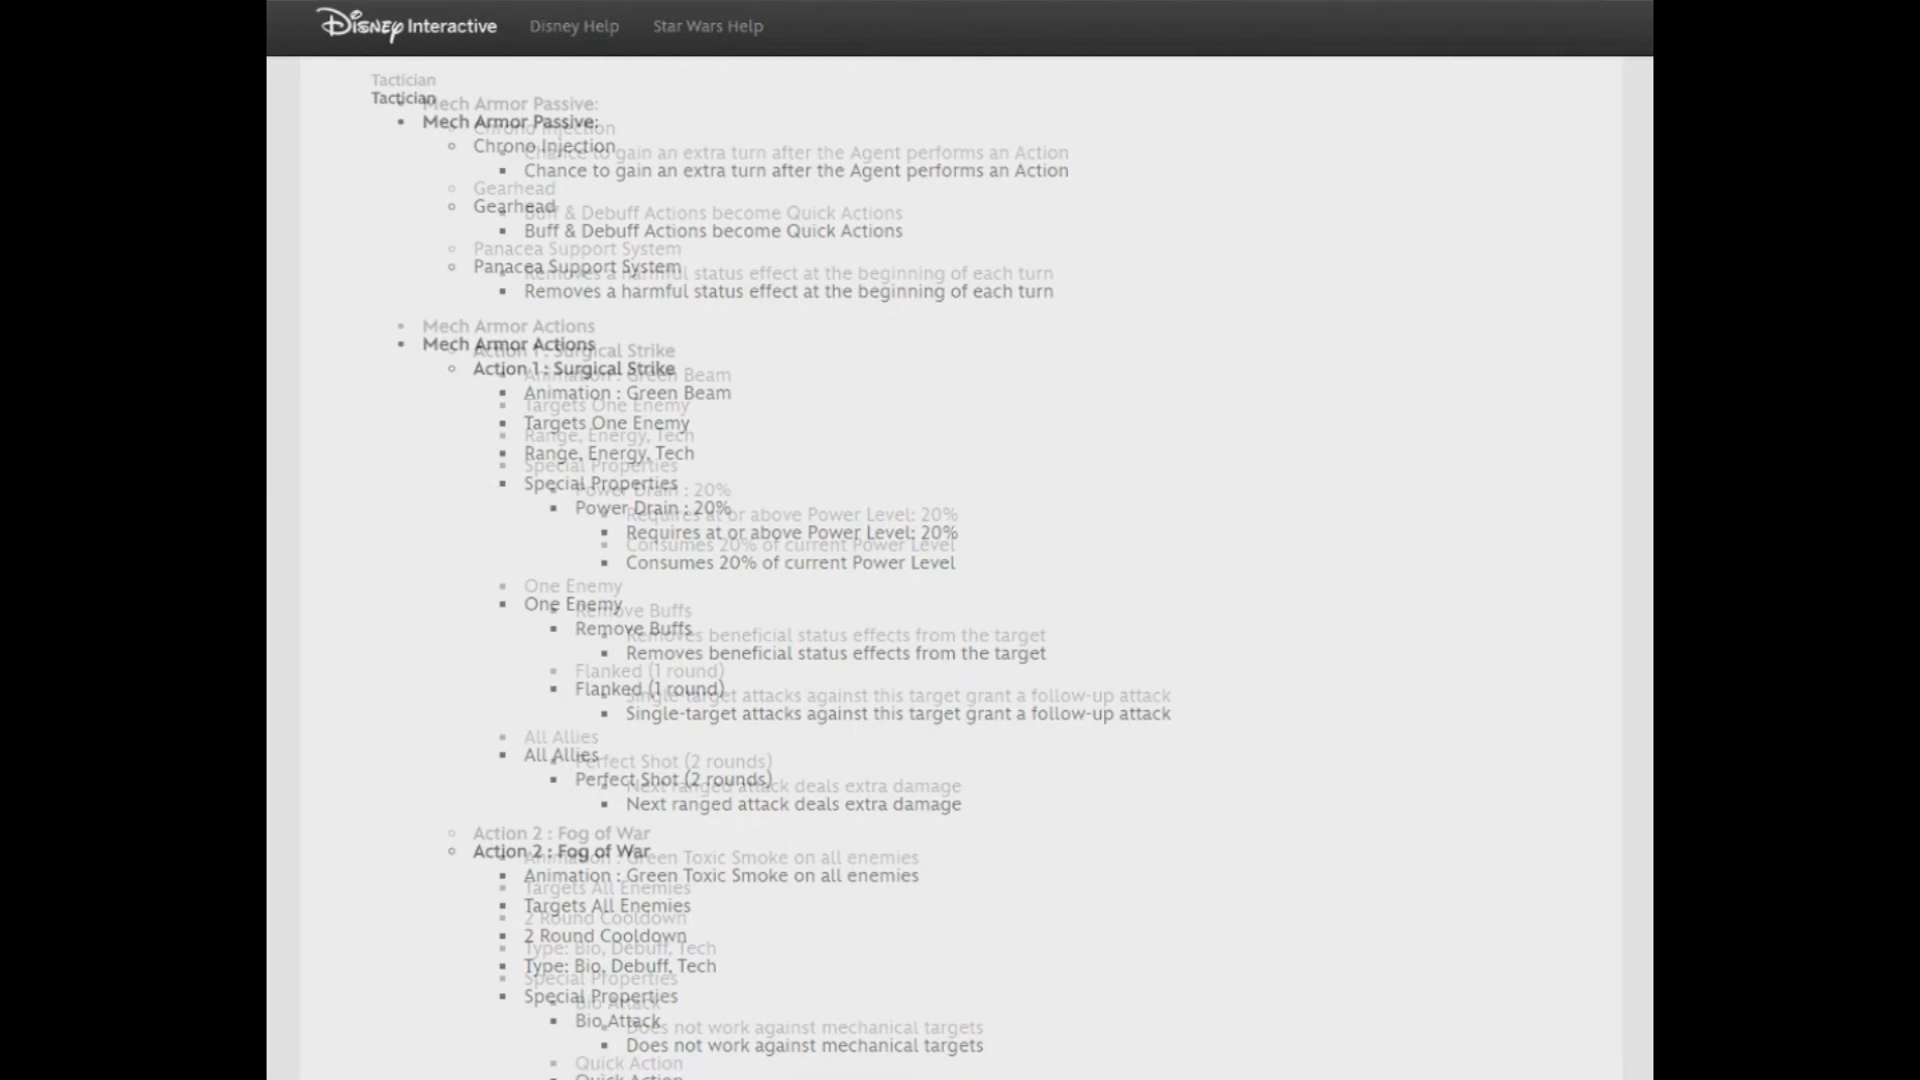 Disney Interactive Disney Help Star Wars Help
Tactician
Mech Armor Passive:
Chrono Injection
Chance to gain an extra turn after the Agent performs an Action
Gearhead
Buff & Debuff Actions become Quick Actions
Panacea Support System
Removes a harmful status effect at the beginning of each turn
Mech Armor Actions
Action 1 : Surgical Strike
Animation : Green Beam
Targets One Enemy
Range, Energy, Tech
Special Properties
Power Drain : 20%
Requires at or above Power Level: 20%
Consumes 20% of current Power Level
One Enemy
Remove Buffs
Removes beneficial status effects from the target
Flanked (1 round)
Single-target attacks against this target grant a follow-up attack
All Allies
Perfect Shot (2 rounds)
Next ranged attack deals extra damage
Action 2 : Fog of War
Animation : Green Toxic Smoke on all enemies
Targets All Enemies
2 Round Cooldown
Type: Bio, Debuff, Tech
Special Properties
Bio Attack
Does not work against mechanical targets
Quick Action